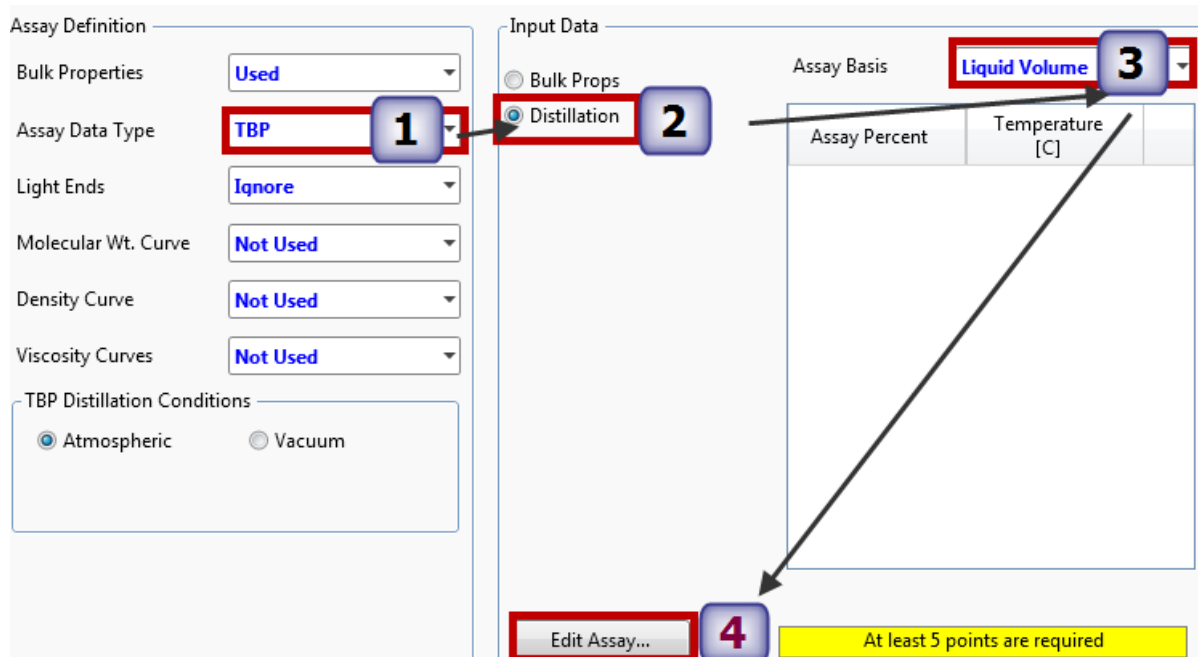 Assay Definition
Bulk Properties Used
Assay Data Type TBP 1
Light Ends Ignore
Molecular Wt. Curve Not Used
Density Curve Not Used
Viscosity Curves Not Used
TBP Distillation Conditions
Atmospheric Vacuum
Input Data
Bulk Props
Distillation 2
Assay Basis Liquid Volume 3
Assay Percent Temperature
[C]
Edit Assay... 4
At least 5 points are required